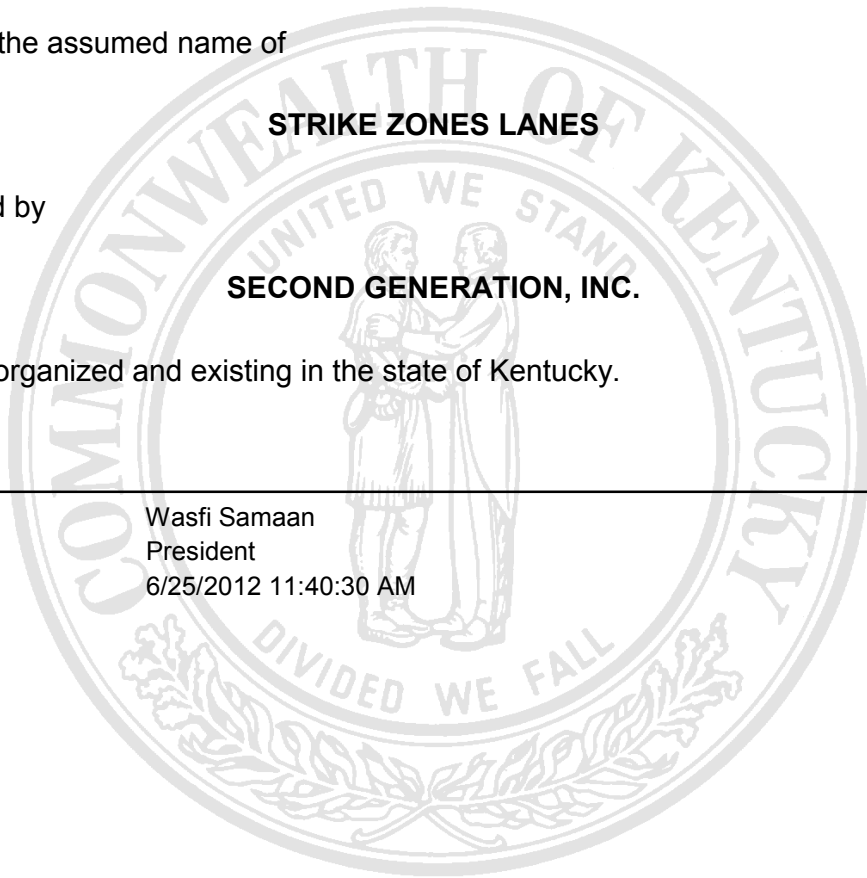 the assumed name of
STRIKE ZONES LANES
d by
SECOND GENERATION, INC.
organized and existing in the state of Kentucky.
Wasfi Samaan
President
6/25/2012 11:40:30 AM
COMMONWEALTH OF KENTUCKY
UNITED WE STAND
DIVIDED WE FALL